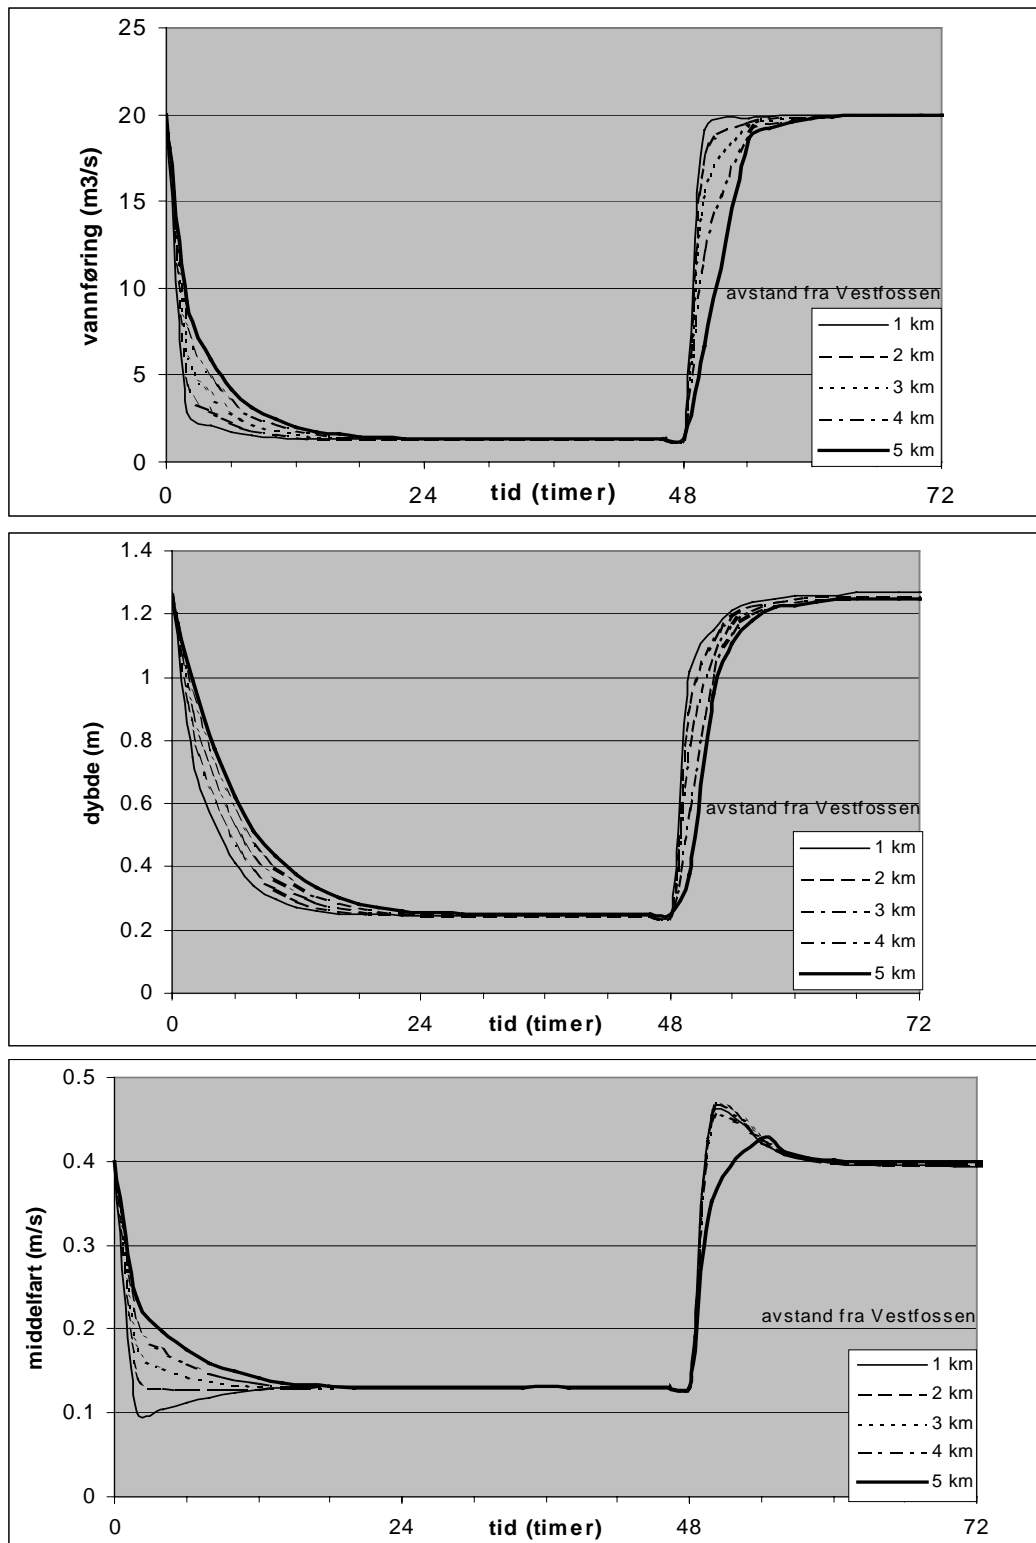 25
20
15
10
5
0
vannføring (m3/s)
avstand fra Vestfossen
1 km
2 km
3 km
4 km
5 km
0
24
48
72
tid (timer)
1.4
1.2
1
0.8
0.6
0.4
0.2
0
dybde (m)
avstand fra Vestfossen
1 km
2 km
3 km
4 km
5 km
0
24
48
72
tid (timer)
0.5
0.4
0.3
0.2
0.1
0
middelfart (m/s)
avstand fra Vestfossen
1 km
2 km
3 km
4 km
5 km
0
24
48
72
tid (timer)